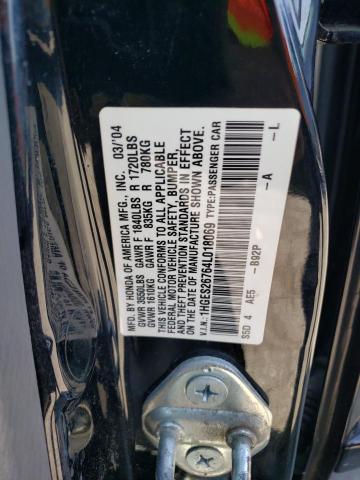 MFD. BY HONDA OF AMERICA MFG., INC. 03/'04
GVWR 3550LBS GAWR F 1840LBS R 1720LBS
GVWR 1610KG GAWR F 835KG R 780KG
THIS VEHICLE CONFORMS TO ALL APPLICABLE
FEDERAL MOTOR VEHICLE SAFETY, BUMPER,
AND THEFT PREVENTION STANDARDS IN EFFECT
ON THE DATE OF MANUFACTURE SHOWN ABOVE.
V.I.N.: 1HGES26764L018069 TYPE: PASSENGER CAR
S5D 4 AE5 -B92P -A -L